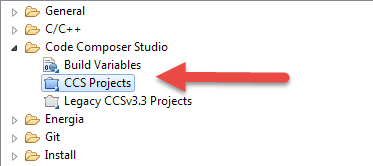 General
C/C++
Code Composer Studio
Build Variables
CCS Projects
Legacy CCSv3.3 Projects
Energia
Git
Install